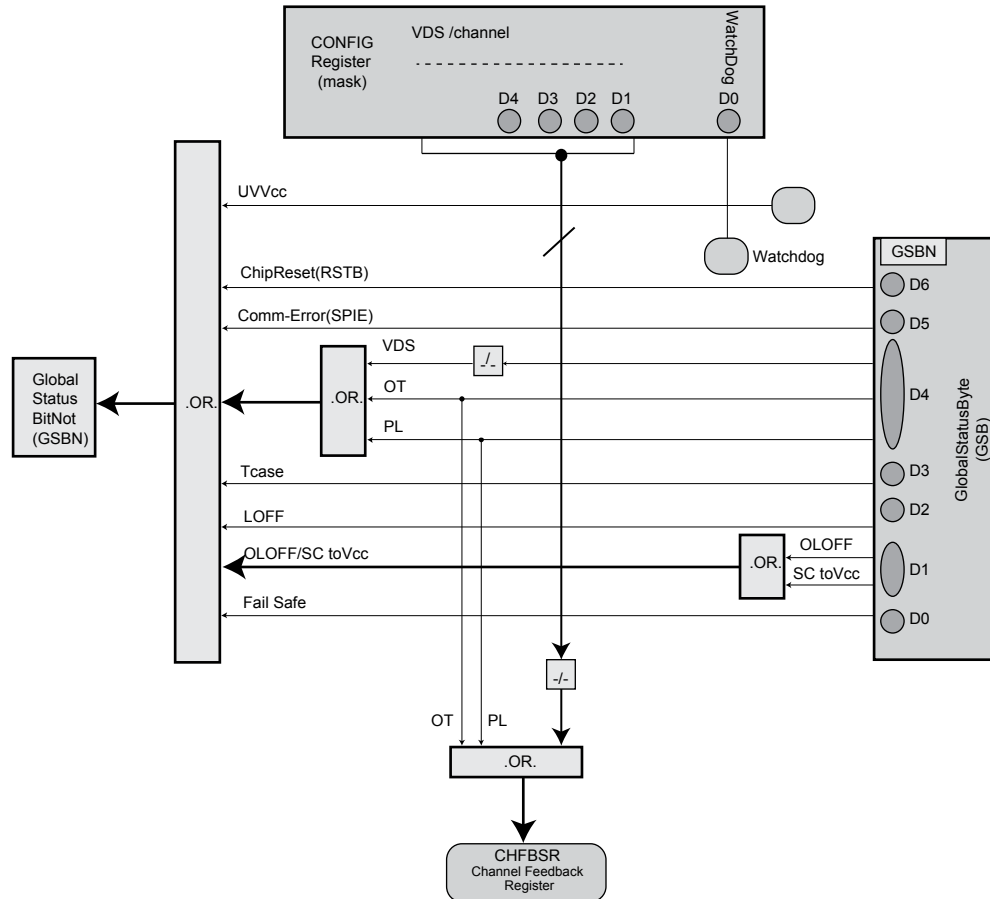 CONFIG
Register
(mask)
VDS /channel
WatchDog
D4
D3
D2
D1
D0
UVVcc
Watchdog
GSBN
ChipReset(RSTB)
D6
Comm-Error(SPIE)
D5
VDS
-/-
OT
D4
PL
.OR.
.OR.
Global
Status
BitNot
(GSBN)
GlobalStatusByte
(GSB)
Tcase
D3
LOFF
D2
OLOFF/SC toVcc
.OR.
OLOFF
SC toVcc
D1
Fail Safe
D0
-/-
OT
PL
.OR.
CHFBSR
Channel Feedback
Register